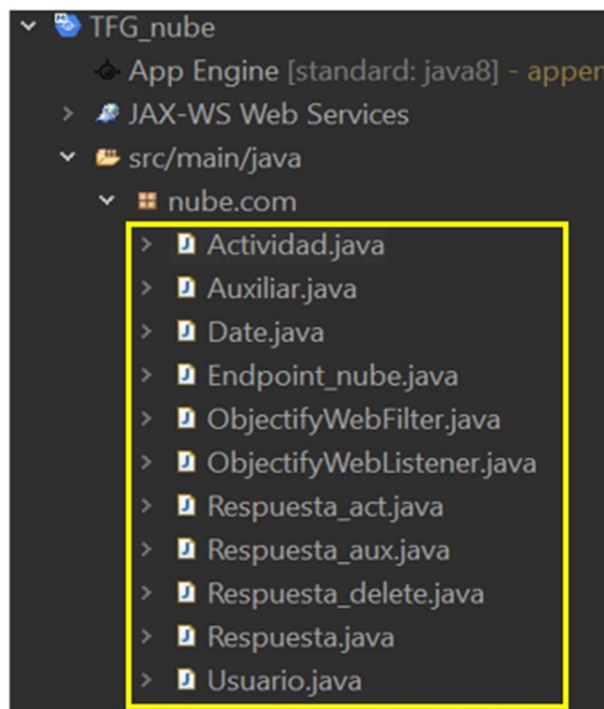 TFG_nube
App Engine [standard: java8] - appen
JAX-WS Web Services
src/main/java
nube.com
Actividad.java
Auxiliar.java
Date.java
Endpoint_nube.java
ObjectifyWebFilter.java
ObjectifyWebListener.java
Respuesta_act.java
Respuesta_aux.java
Respuesta_delete.java
Respuesta.java
Usuario.java